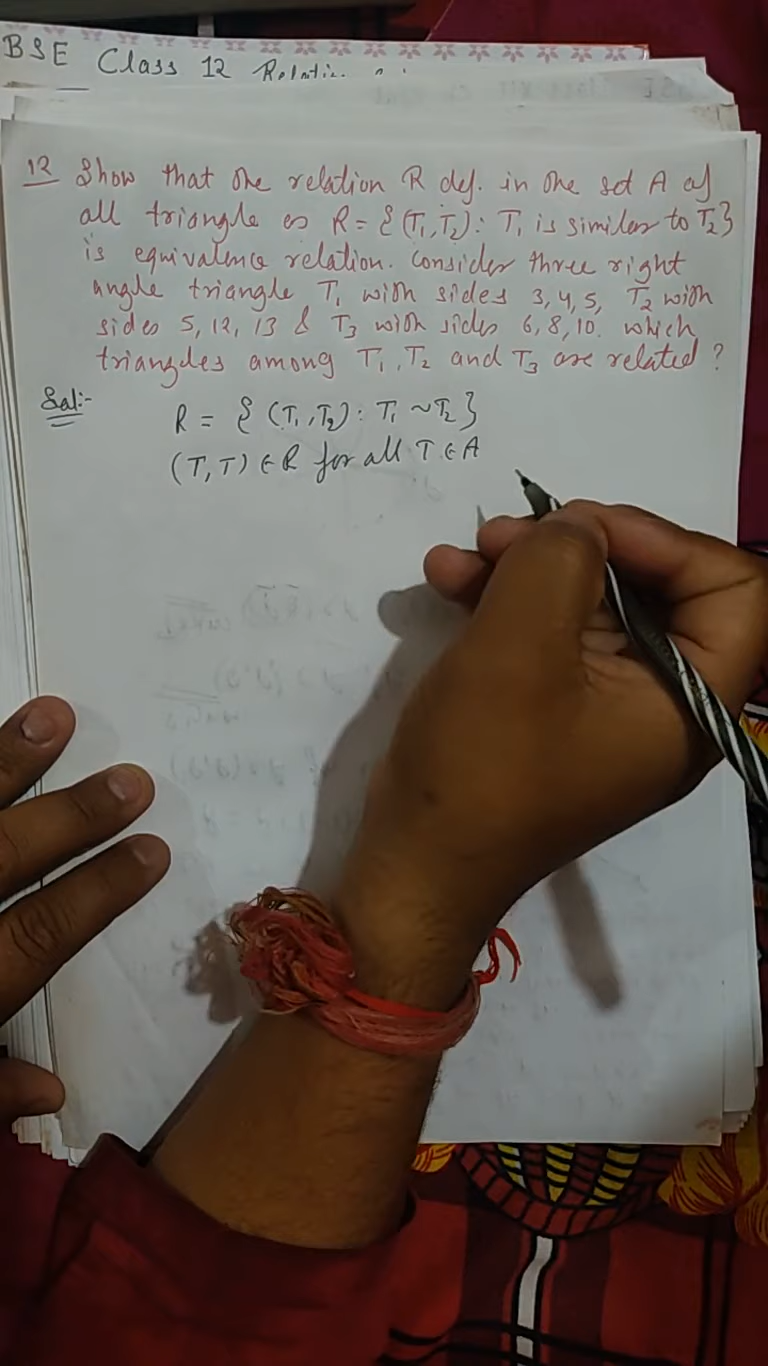 BSE Class 12
12 Show that the relation R def. in the set A of
all triangle as R = {(T₁,T₂): T₁ is similar to T₂}
is equivalence relation. Consider three right
angle triangle T₁ with sides 3,4,5, T₂ with
sides 5, 12, 13 & T₃ with sides 6,8,10. which
triangles among T₁, T₂ and T₃ are related?
Sol:-
R = {(T₁,T₂): T₁ ~T₂}
(T,T) ∈ R for all T ∈ A